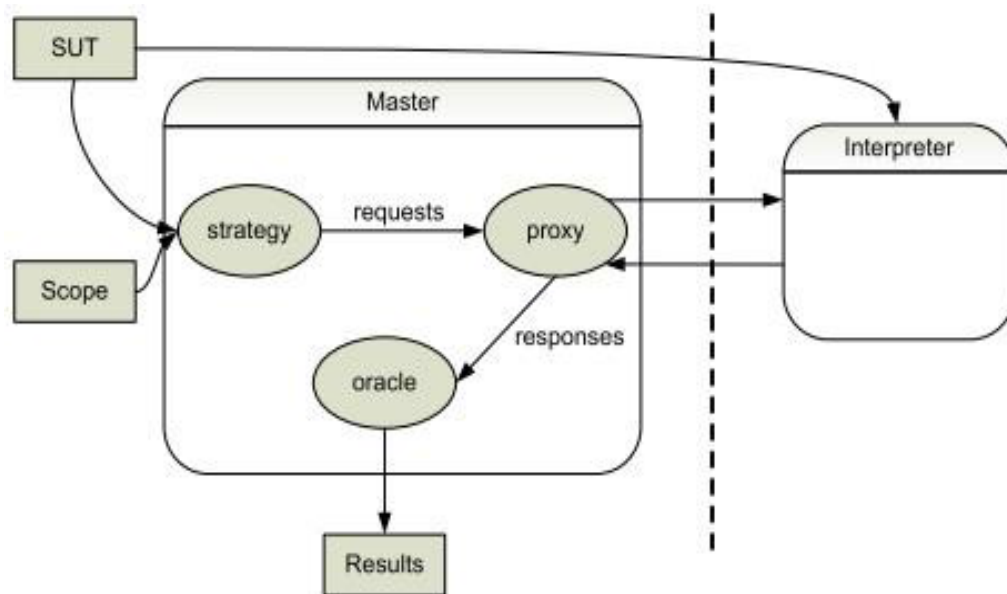 SUT
Master
Interpreter
strategy
requests
proxy
Scope
responses
oracle
Results